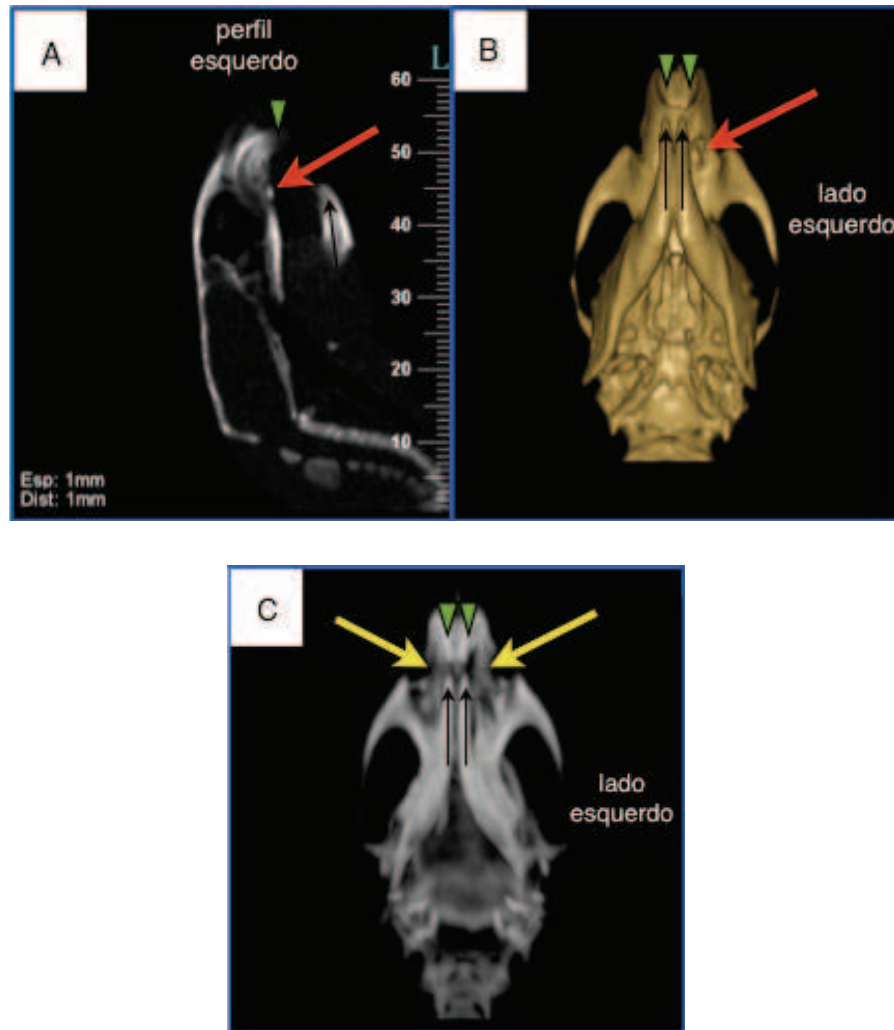 A
perfil
esquerdo
L
60
50
40
30
20
10
Esp: 1mm
Dist: 1mm
B
lado
esquerdo
C
lado
esquerdo